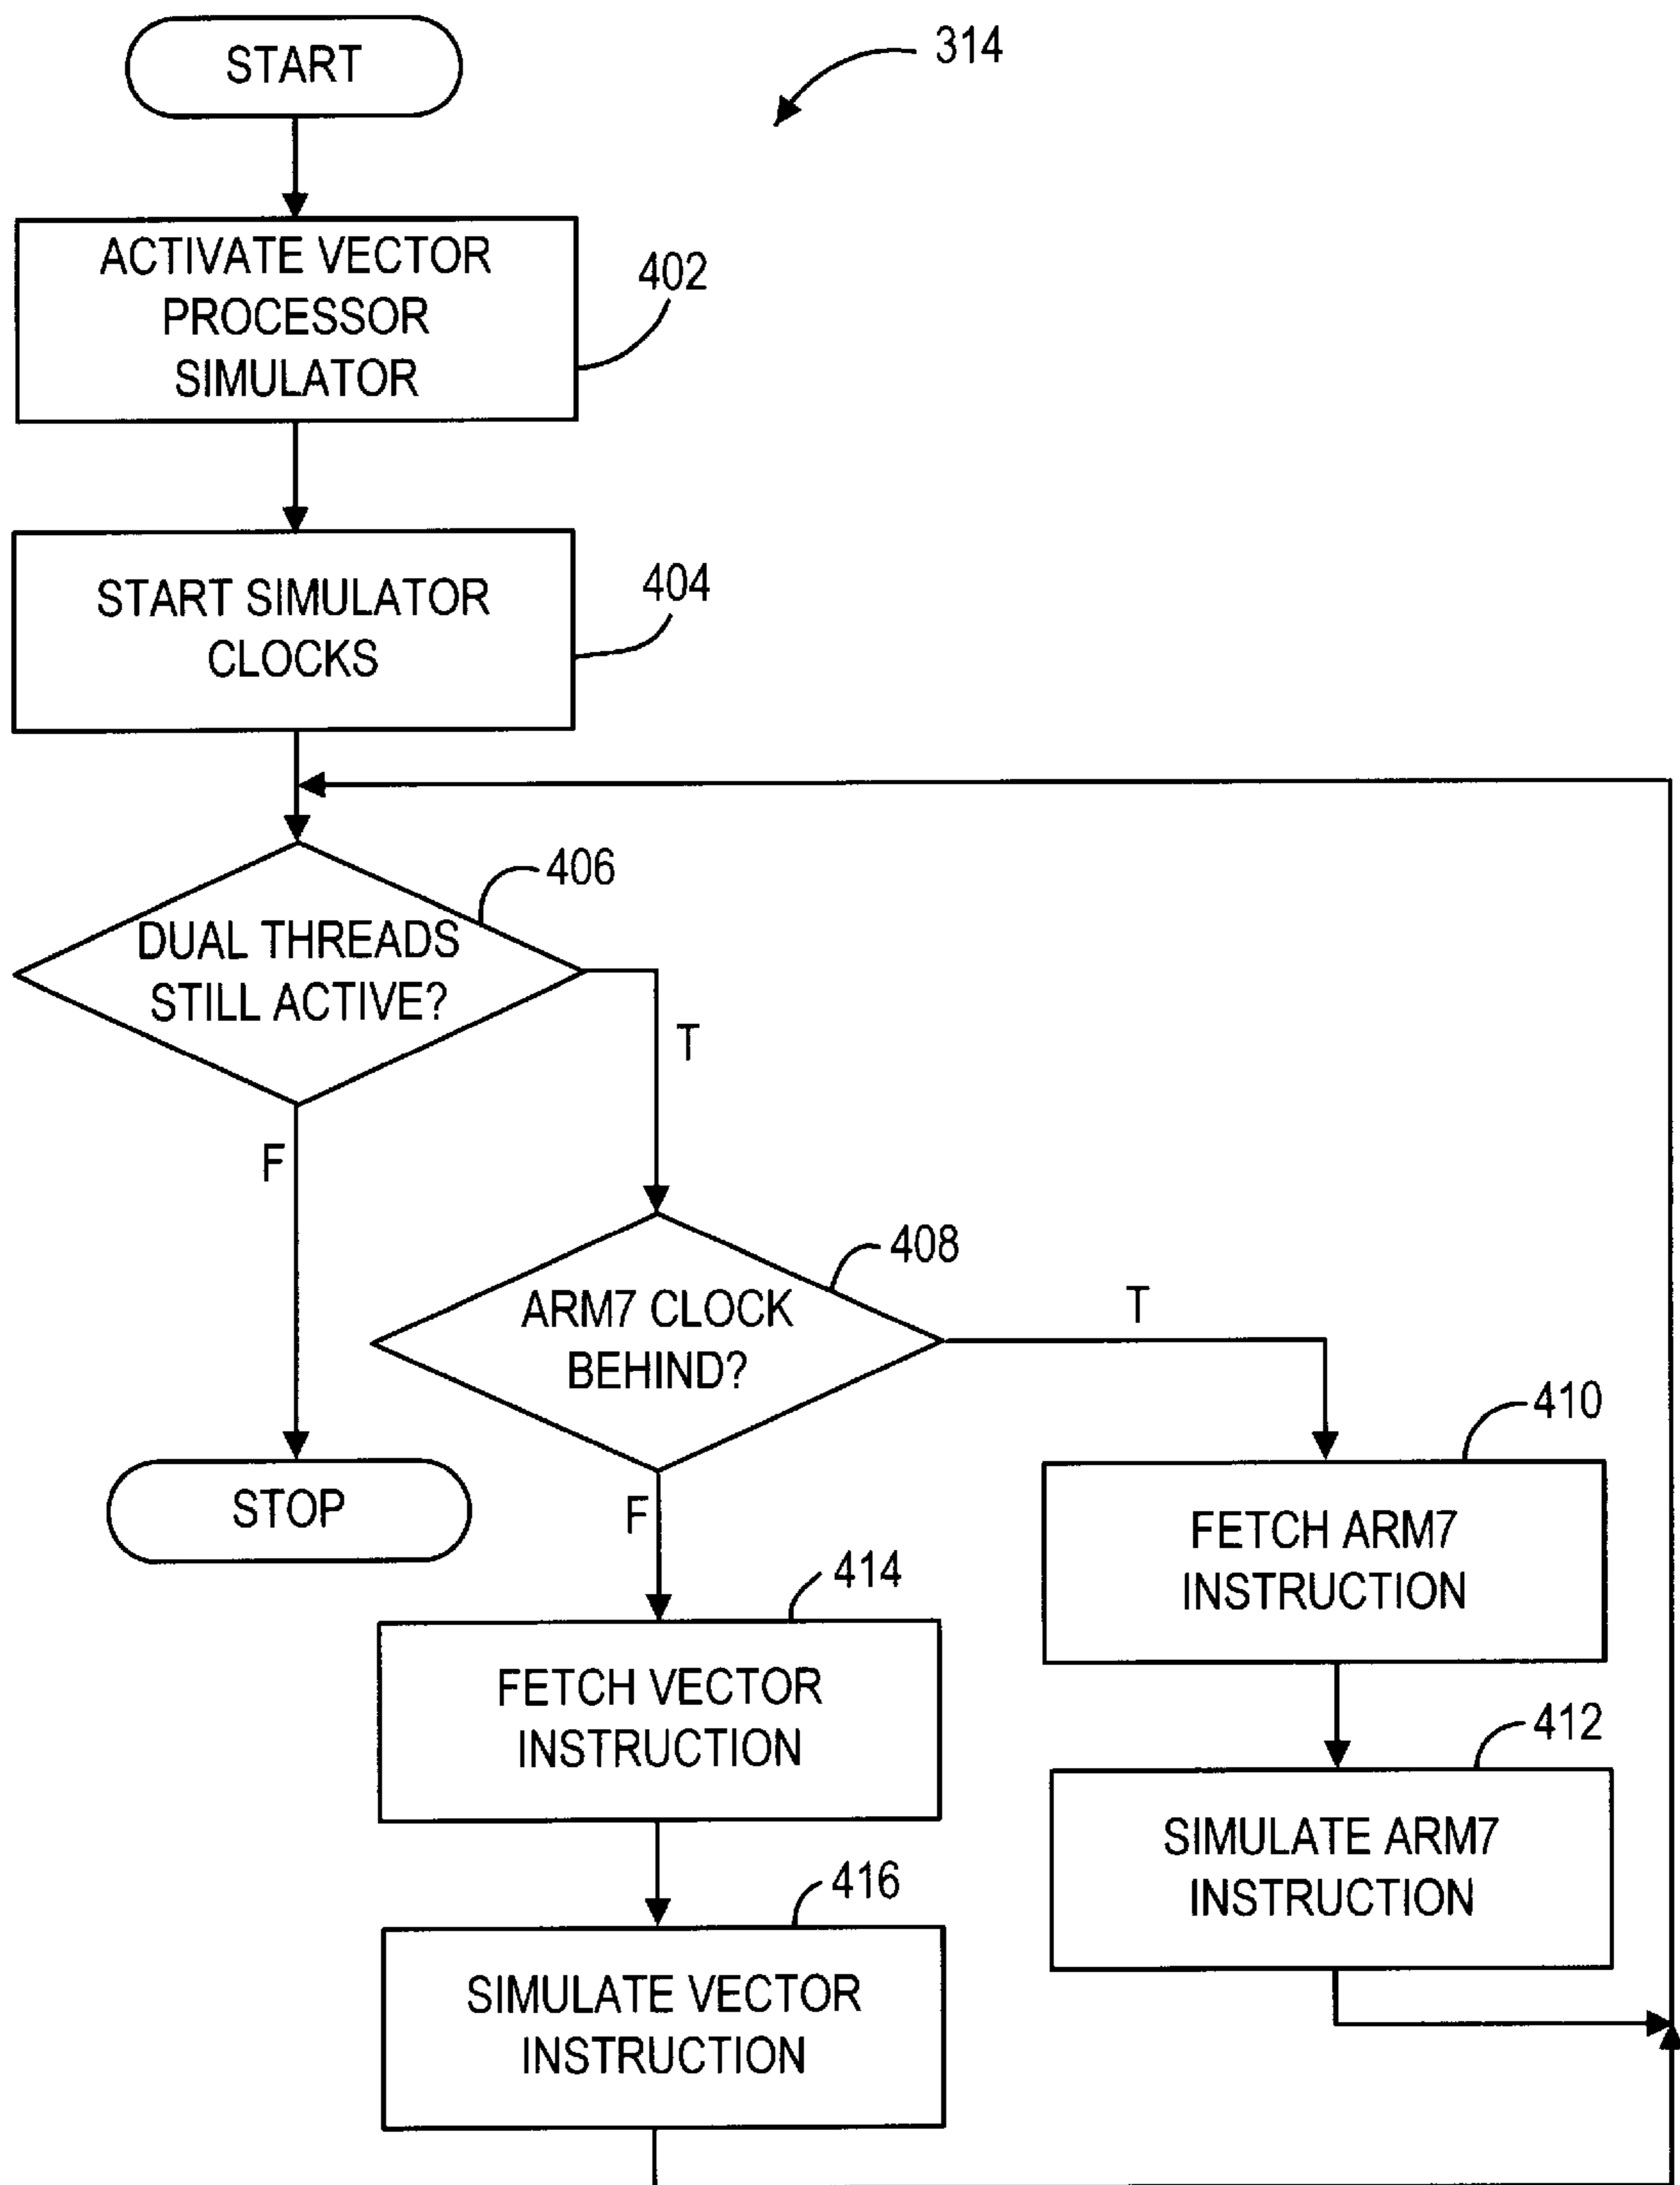 START
314
ACTIVATE VECTOR
PROCESSOR
SIMULATOR
402
START SIMULATOR
CLOCKS
404
406
DUAL THREADS
STILL ACTIVE?
T
F
408
ARM7 CLOCK
BEHIND?
T
F
STOP
410
FETCH ARM7
INSTRUCTION
414
FETCH VECTOR
INSTRUCTION
412
SIMULATE ARM7
INSTRUCTION
416
SIMULATE VECTOR
INSTRUCTION